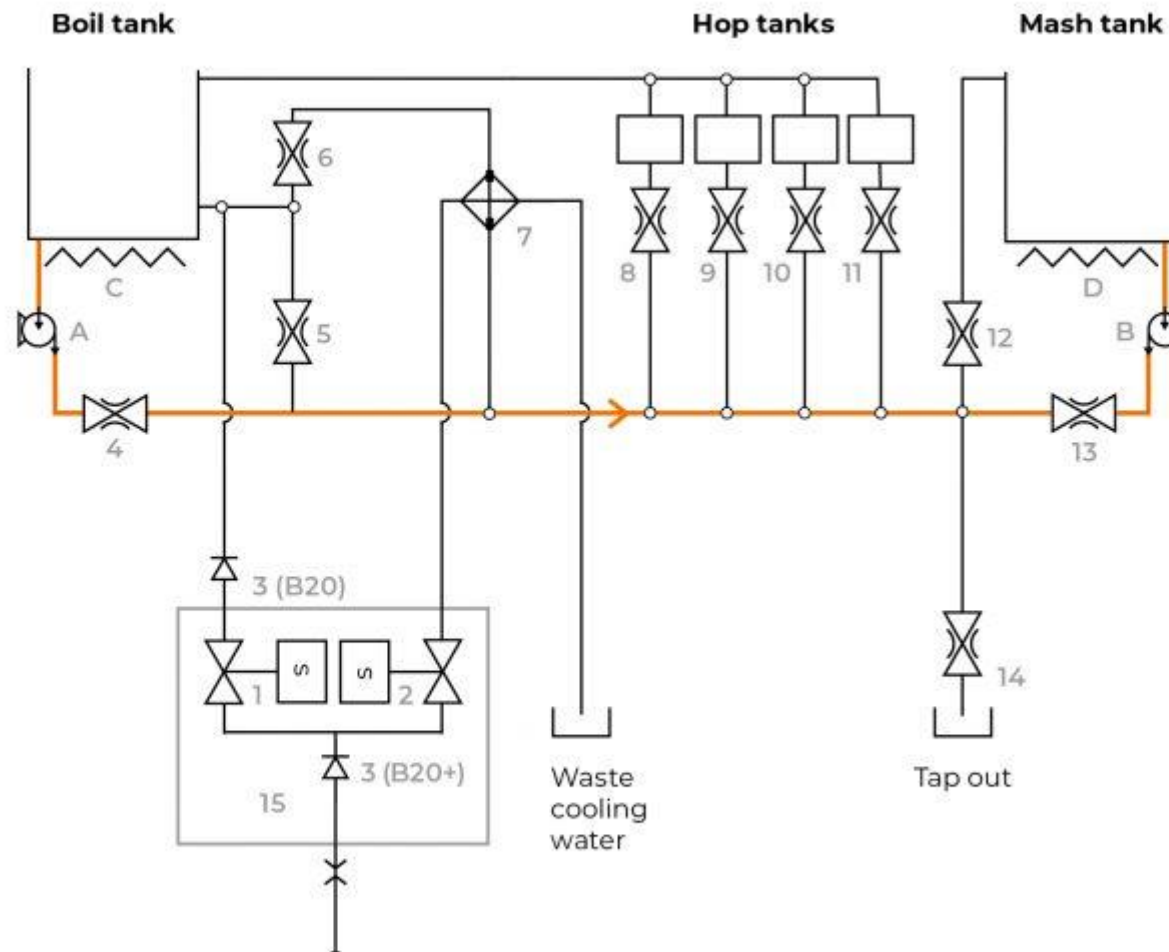 Boil tank
Hop tanks
Mash tank
6
7
C
8
9
10
11
D
A
5
12
B
4
13
3 (B20)
S
S
1
2
14
3 (B20+)
15
Waste
cooling
water
Tap out